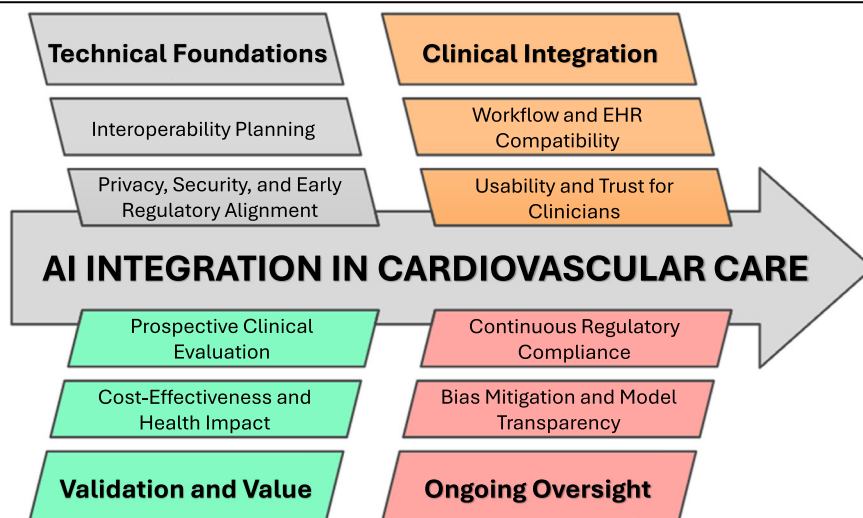 Technical Foundations
Interoperability Planning
Privacy, Security, and Early
Regulatory Alignment
Clinical Integration
Workflow and EHR
Compatibility
Usability and Trust for
Clinicians
AI INTEGRATION IN CARDIOVASCULAR CARE
Prospective Clinical
Evaluation
Cost-Effectiveness and
Health Impact
Validation and Value
Continuous Regulatory
Compliance
Bias Mitigation and Model
Transparency
Ongoing Oversight